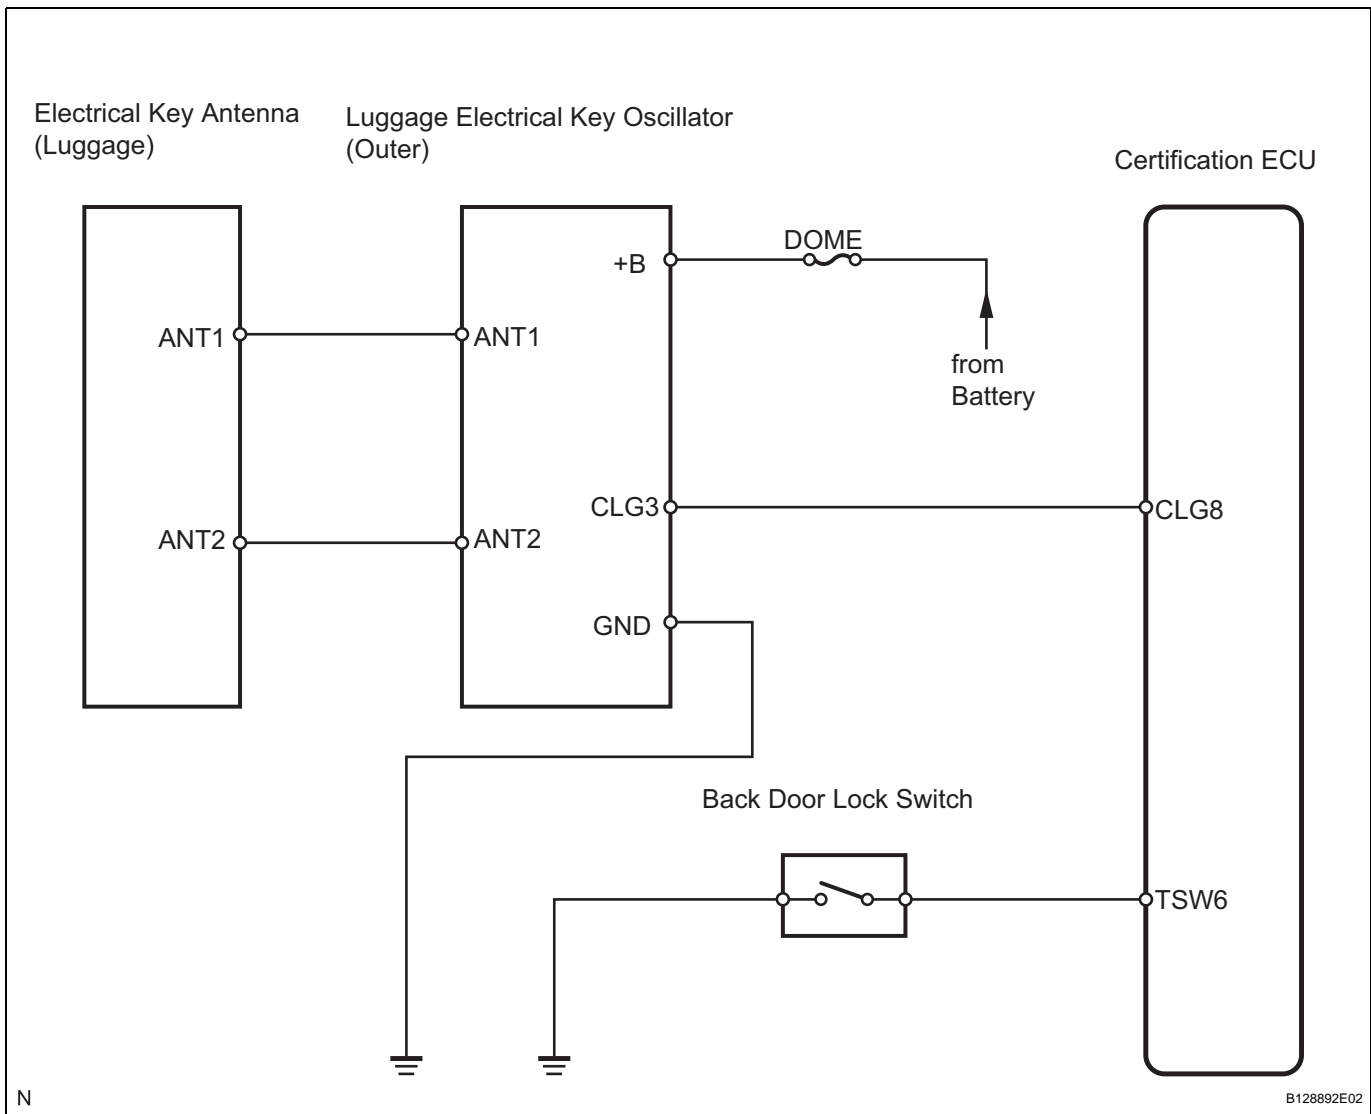 Electrical Key Antenna
(Luggage)
Luggage Electrical Key Oscillator
(Outer)
Certification ECU
DOME
+B
ANT1
ANT1
from
Battery
CLG3
CLG8
ANT2
ANT2
GND
Back Door Lock Switch
TSW6
N
B128892E02